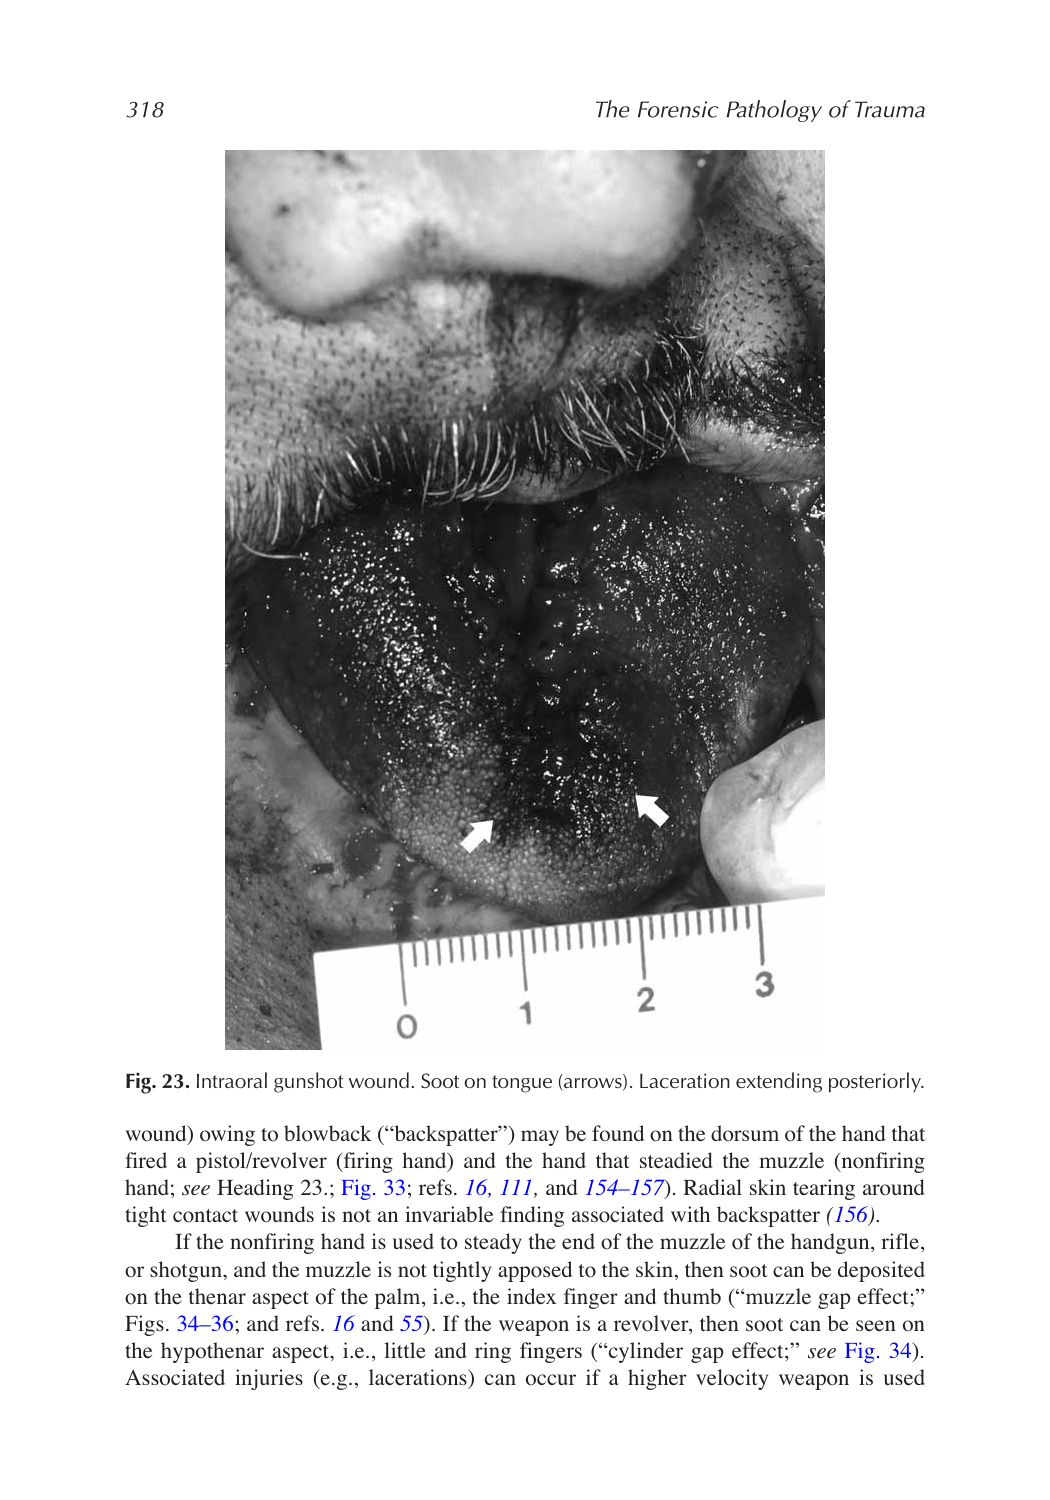 318
The Forensic Pathology of Trauma
0
1
2
3
Fig. 23. Intraoral gunshot wound. Soot on tongue (arrows). Laceration extending posteriorly.
wound) owing to blowback (“backspatter”) may be found on the dorsum of the hand that
fired a pistol/revolver (firing hand) and the hand that steadied the muzzle (nonfiring
hand; see Heading 23.; Fig. 33; refs. 16, 111, and 154–157). Radial skin tearing around
tight contact wounds is not an invariable finding associated with backspatter (156).
If the nonfiring hand is used to steady the end of the muzzle of the handgun, rifle,
or shotgun, and the muzzle is not tightly apposed to the skin, then soot can be deposited
on the thenar aspect of the palm, i.e., the index finger and thumb (“muzzle gap effect;”
Figs. 34–36; and refs. 16 and 55). If the weapon is a revolver, then soot can be seen on
the hypothenar aspect, i.e., little and ring fingers (“cylinder gap effect;” see Fig. 34).
Associated injuries (e.g., lacerations) can occur if a higher velocity weapon is used